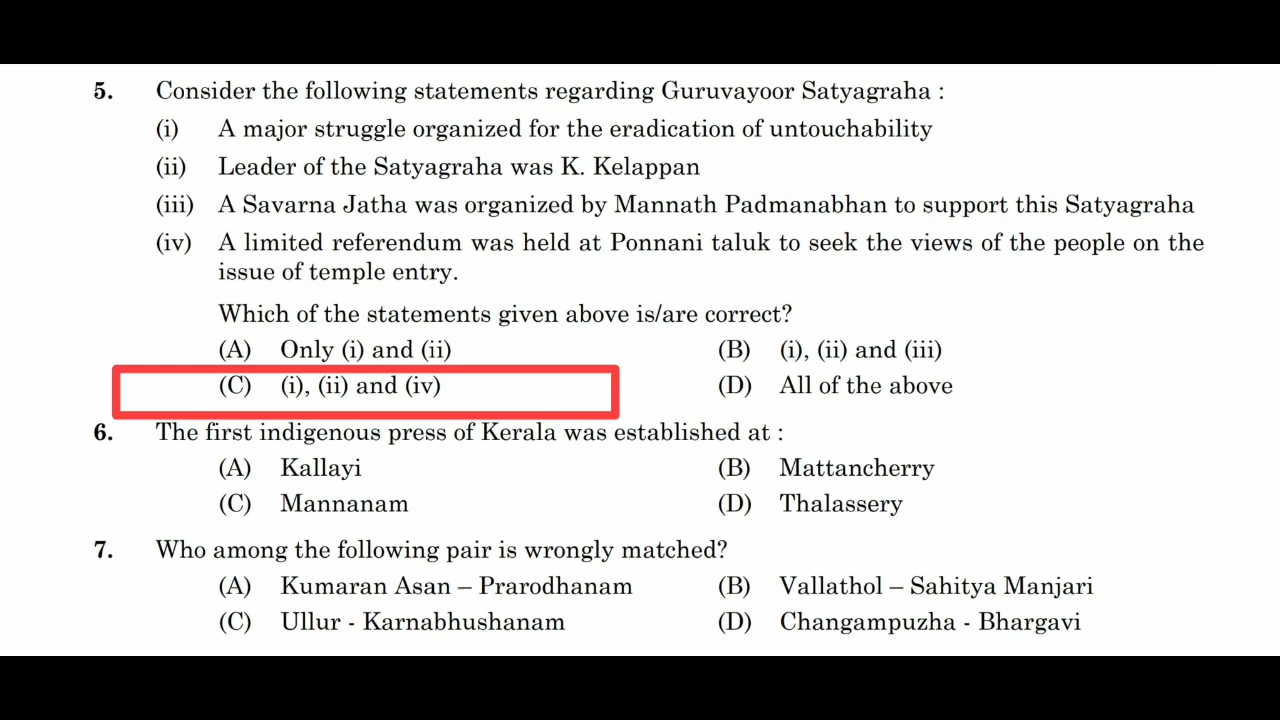 5. Consider the following statements regarding Guruvayoor Satyagraha :
(i) A major struggle organized for the eradication of untouchability
(ii) Leader of the Satyagraha was K. Kelappan
(iii) A Savarna Jatha was organized by Mannath Padmanabhan to support this Satyagraha
(iv) A limited referendum was held at Ponnani taluk to seek the views of the people on the
issue of temple entry.
Which of the statements given above is/are correct?
(A) Only (i) and (ii) (B) (i), (ii) and (iii)
(C) (i), (ii) and (iv) (D) All of the above
6. The first indigenous press of Kerala was established at :
(A) Kallayi (B) Mattancherry
(C) Mannanam (D) Thalassery
7. Who among the following pair is wrongly matched?
(A) Kumaran Asan – Prarodhanam (B) Vallathol – Sahitya Manjari
(C) Ullur - Karnabhushanam (D) Changampuzha - Bhargavi